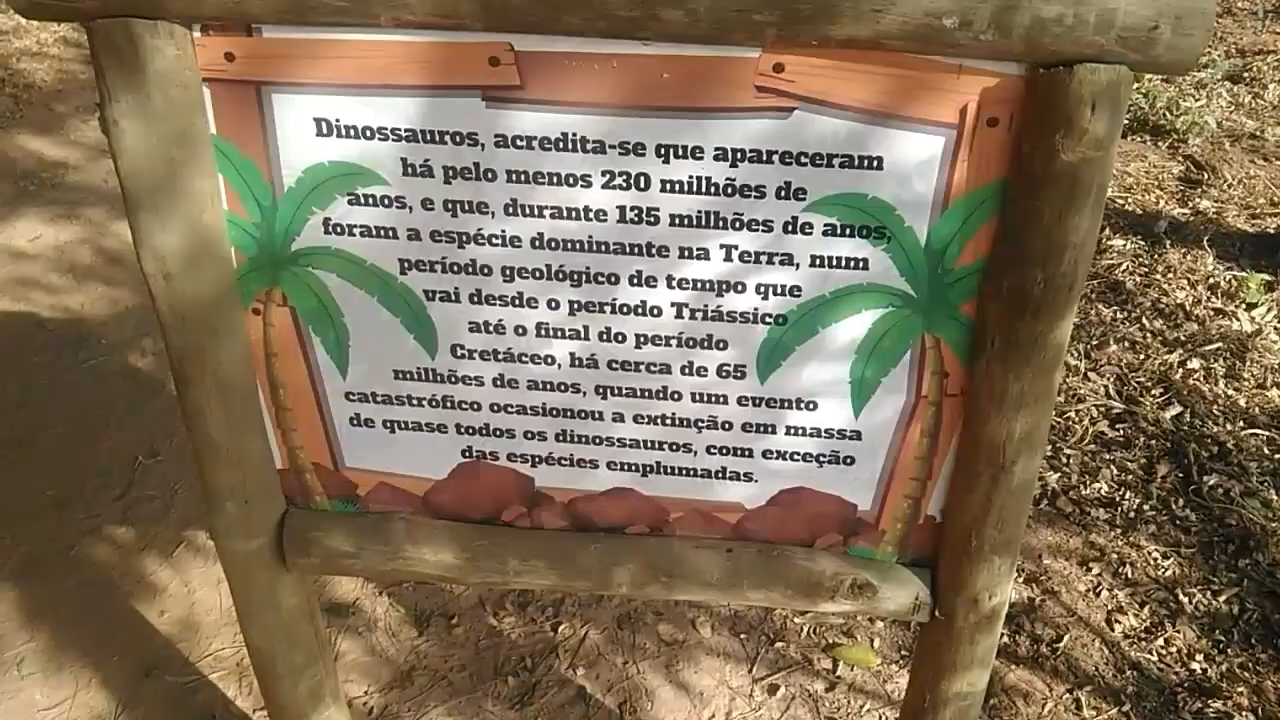 Dinossauros, acredita-se que apareceram
há pelo menos 230 milhões de
anos, e que, durante 135 milhões de anos,
foram a espécie dominante na Terra, num
período geológico de tempo que
vai desde o período Triássico
até o final do período
Cretáceo, há cerca de 65
milhões de anos, quando um evento
catastrófico ocasionou a extinção em massa
de quase todos os dinossauros, com exceção
das espécies emplumadas.